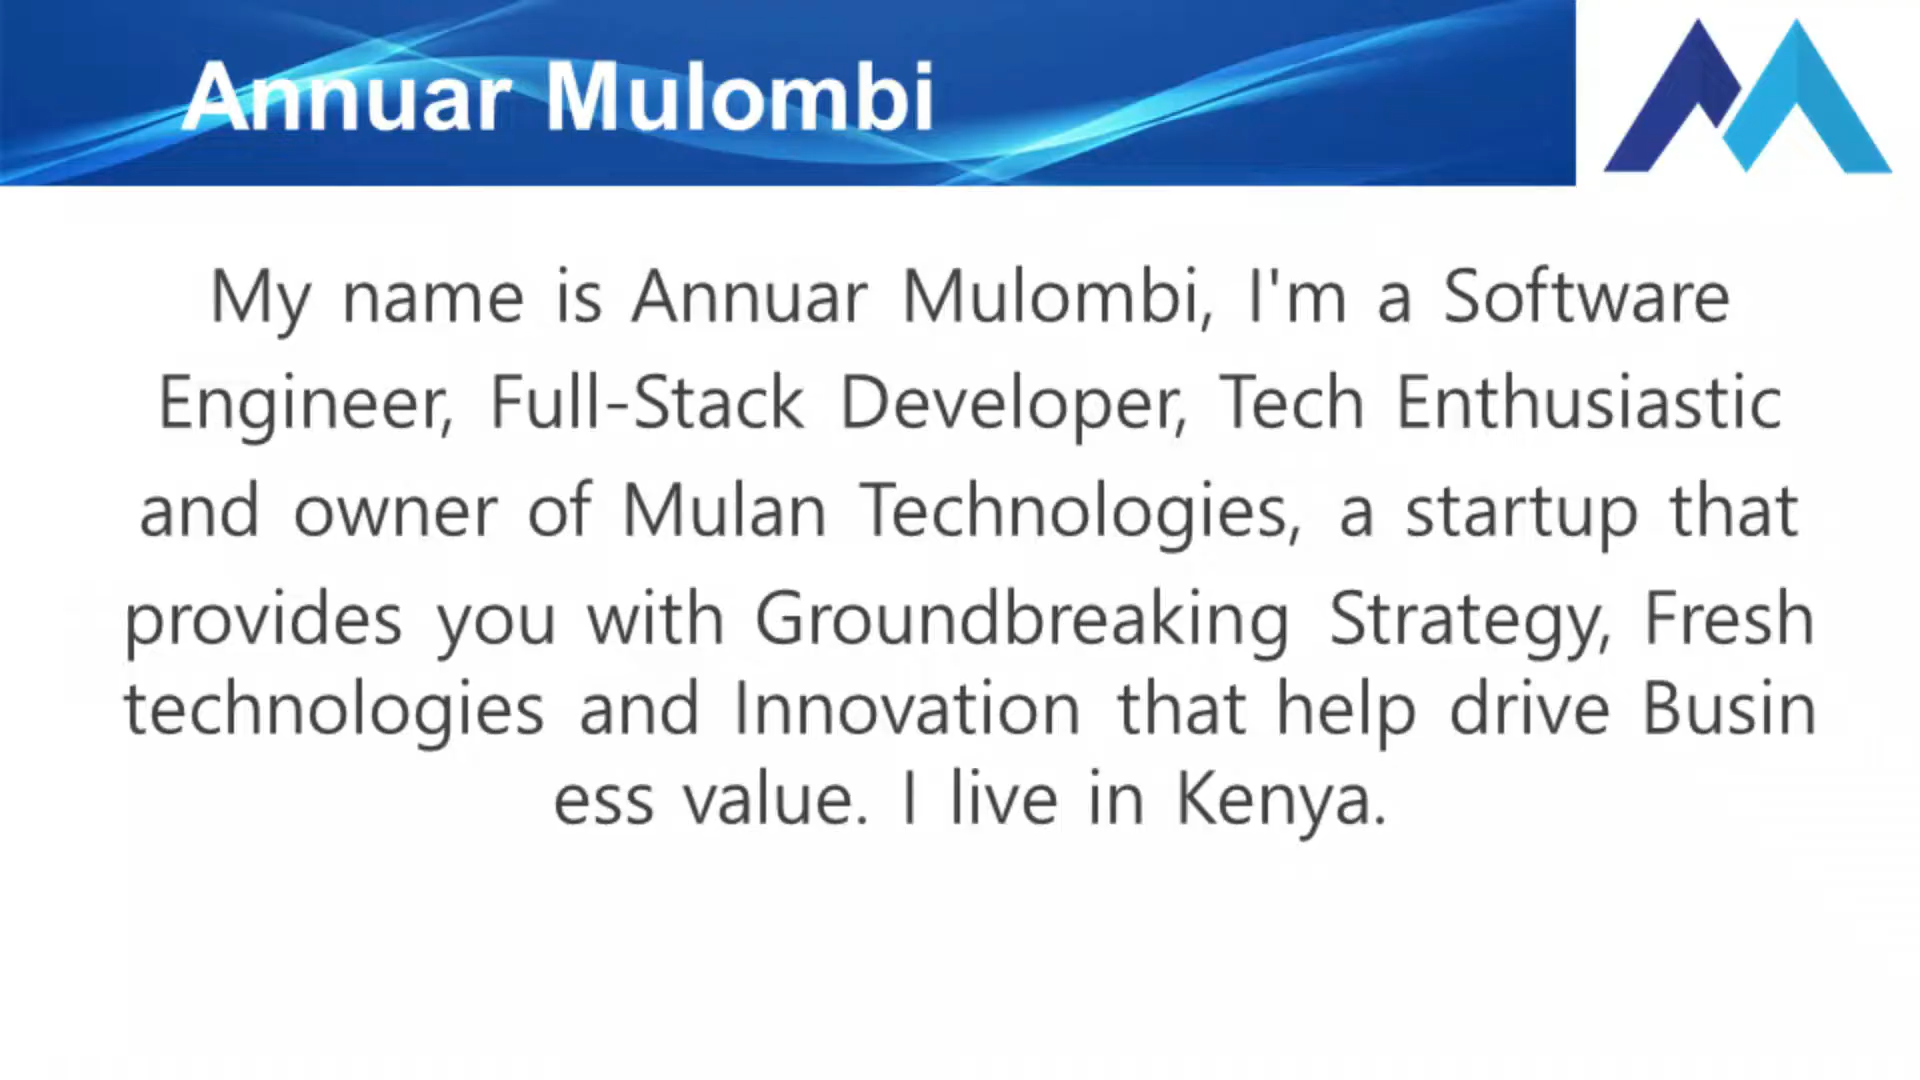 Annuar Mulombi
My name is Annuar Mulombi, I'm a Software
Engineer, Full-Stack Developer, Tech Enthusiastic
and owner of Mulan Technologies, a startup that
provides you with Groundbreaking Strategy, Fresh
technologies and Innovation that help drive Busin
ess value. I live in Kenya.